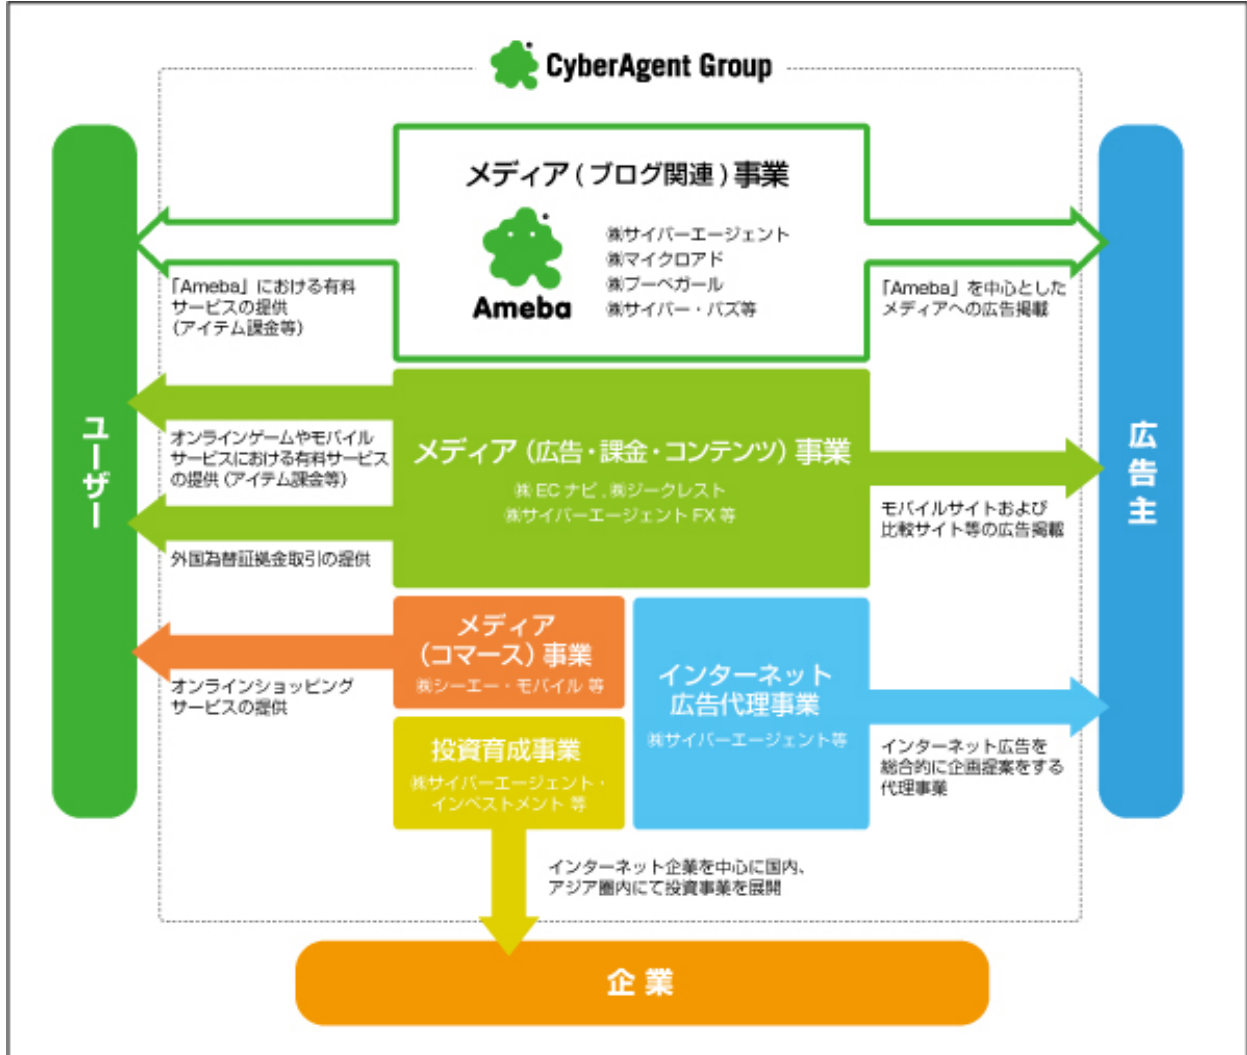 CyberAgent Group
メディア(ブログ関連)事業
Ameba
㈱サイバーエージェント
㈱マイクロアド
㈱プーペガール
㈱サイバー・バズ等
「Ameba」における有料
サービスの提供
(アイテム課金等)
「Ameba」を中心とした
メディアへの広告掲載
ユーザー
広告主
メディア(広告・課金・コンテンツ)事業
㈱ECナビ,㈱ジークレスト
㈱サイバーエージェントFX等
オンラインゲームやモバイル
サービスにおける有料サービス
の提供(アイテム課金等)
外国為替証拠金取引の提供
モバイルサイトおよび
比較サイト等の広告掲載
メディア
(コマース)事業
㈱シーエー・モバイル 等
オンラインショッピング
サービスの提供
インターネット
広告代理事業
㈱サイバーエージェント等
インターネット広告を
総合的に企画提案をする
代理事業
投資育成事業
㈱サイバーエージェント・
インベストメント 等
インターネット企業を中心に国内、
アジア圏内にて投資事業を展開
企業